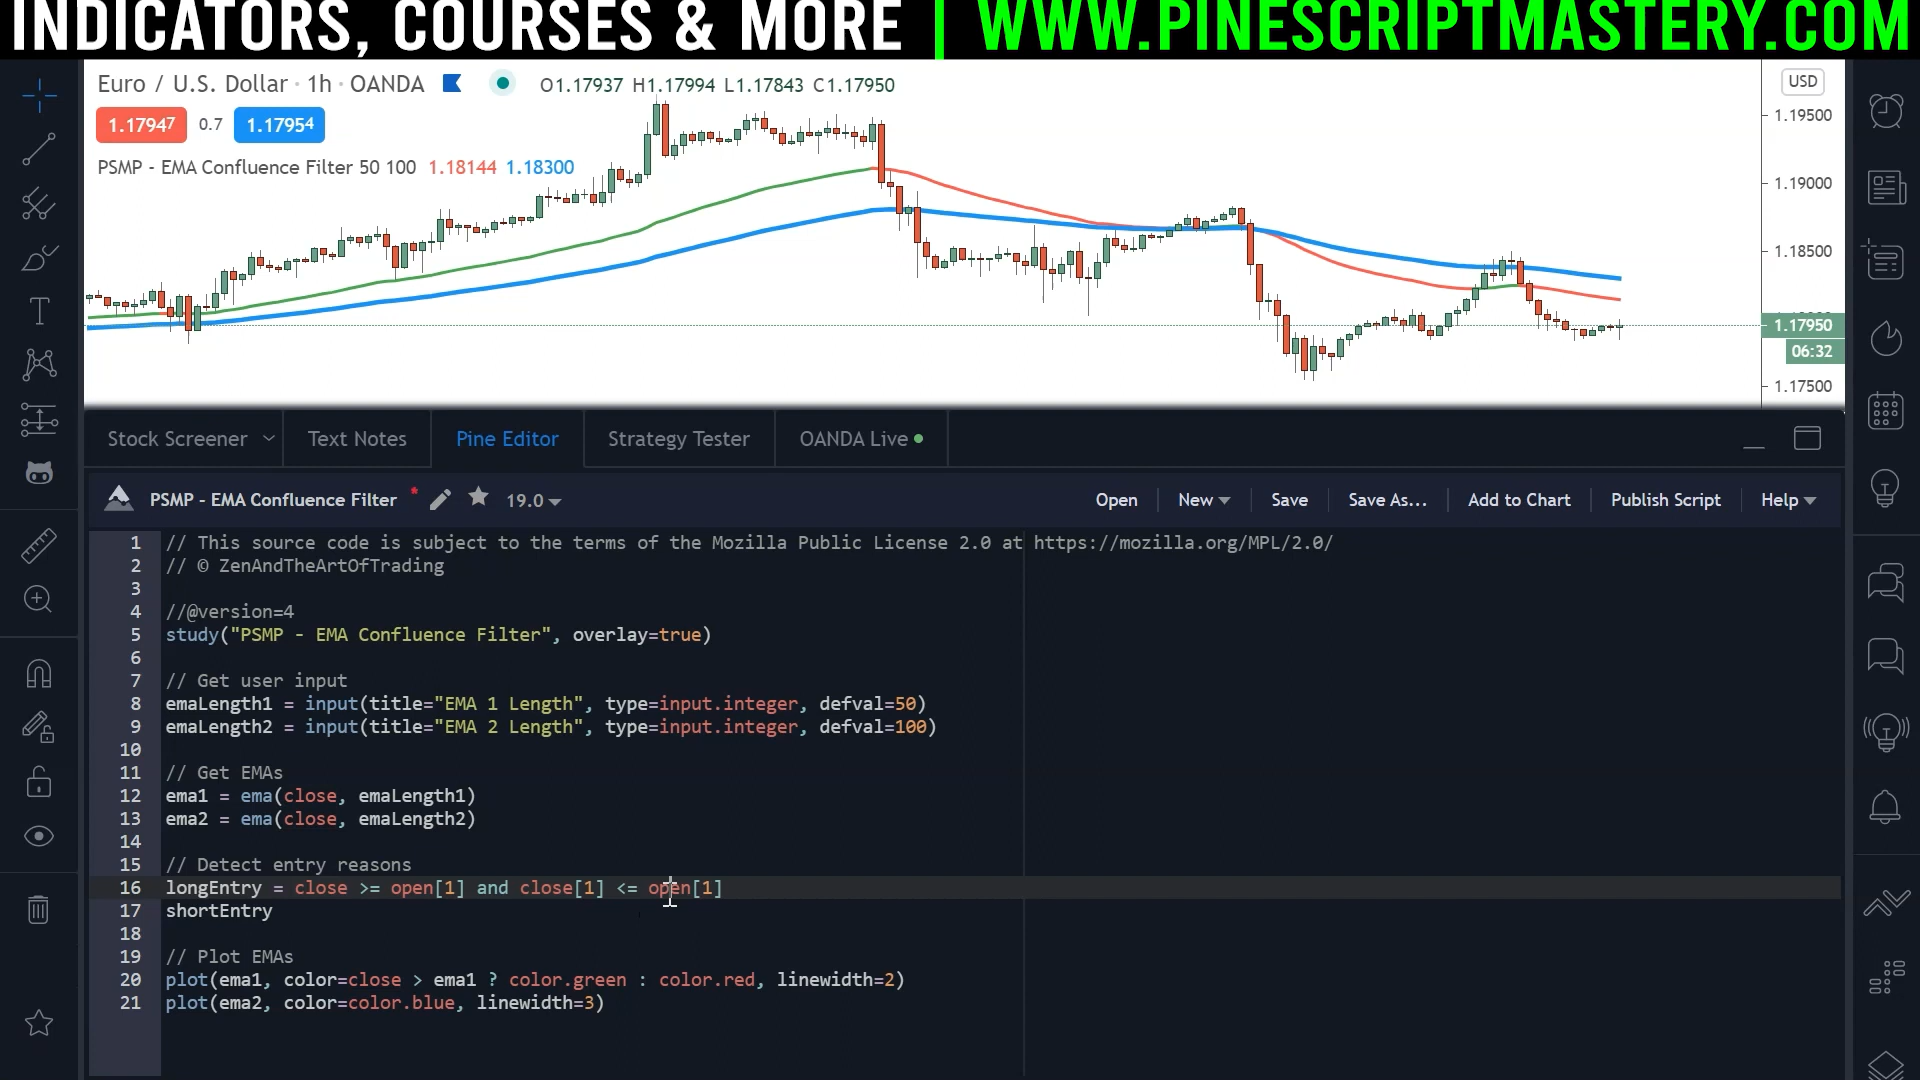 INDICATORS, COURSES & MORE | WWW.PINESCRIPTMASTERY.COM
Euro / U.S. Dollar · 1h · OANDA O1.17937 H1.17994 L1.17843 C1.17950
USD
1.17947 0.7 1.17954
PSMP - EMA Confluence Filter 50 100 1.18144 1.18300
1.19500
1.19000
1.18500
1.17950
06:32
1.17500
Stock Screener Text Notes Pine Editor Strategy Tester OANDA Live
PSMP - EMA Confluence Filter * 19.0 Open New Save Save As... Add to Chart Publish Script Help
1 // This source code is subject to the terms of the Mozilla Public License 2.0 at https://mozilla.org/MPL/2.0/
2 // © ZenAndTheArtOfTrading
3
4 //@version=4
5 study("PSMP - EMA Confluence Filter", overlay=true)
6
7 // Get user input
8 emaLength1 = input(title="EMA 1 Length", type=input.integer, defval=50)
9 emaLength2 = input(title="EMA 2 Length", type=input.integer, defval=100)
10
11 // Get EMAs
12 ema1 = ema(close, emaLength1)
13 ema2 = ema(close, emaLength2)
14
15 // Detect entry reasons
16 longEntry = close >= open[1] and close[1] <= open[1]
17 shortEntry
18
19 // Plot EMAs
20 plot(ema1, color=close > ema1 ? color.green : color.red, linewidth=2)
21 plot(ema2, color=color.blue, linewidth=3)